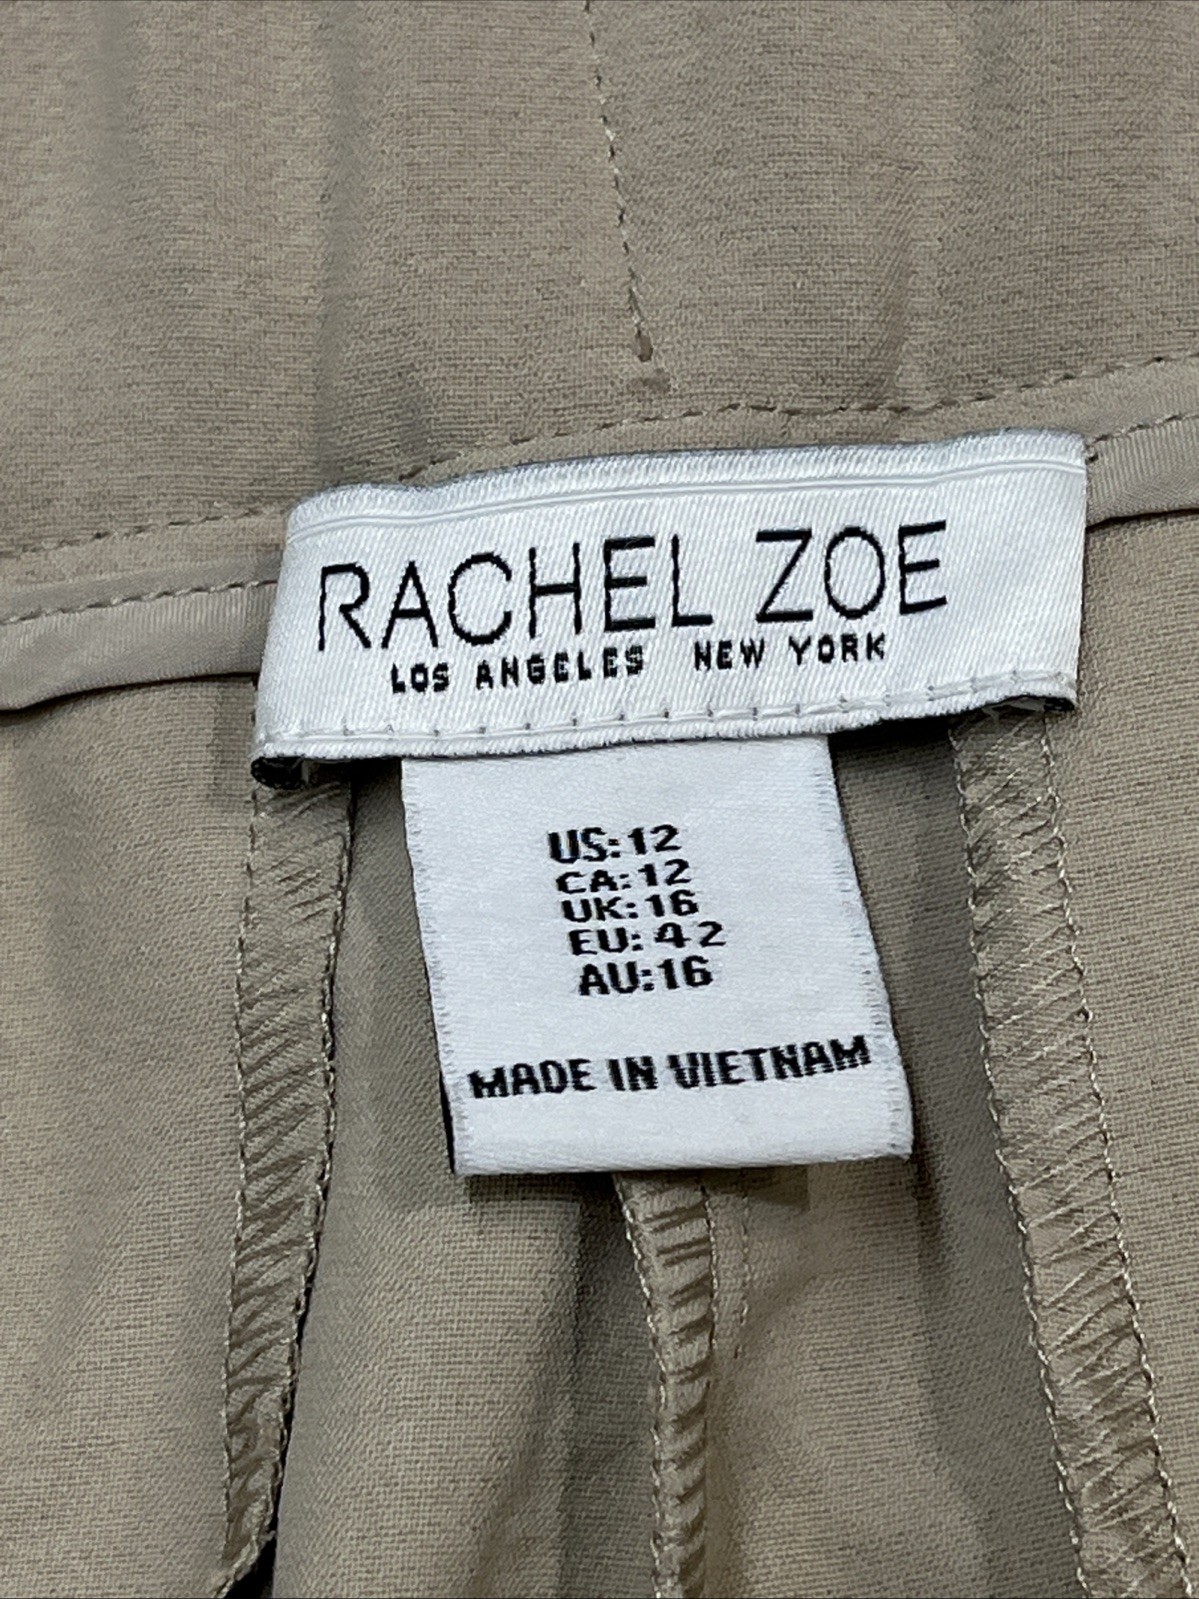 RACHEL ZOE
LOS ANGELES NEW YORK
US:12
CA:12
UK:16
EU:42
AU:16
MADE IN VIETNAM